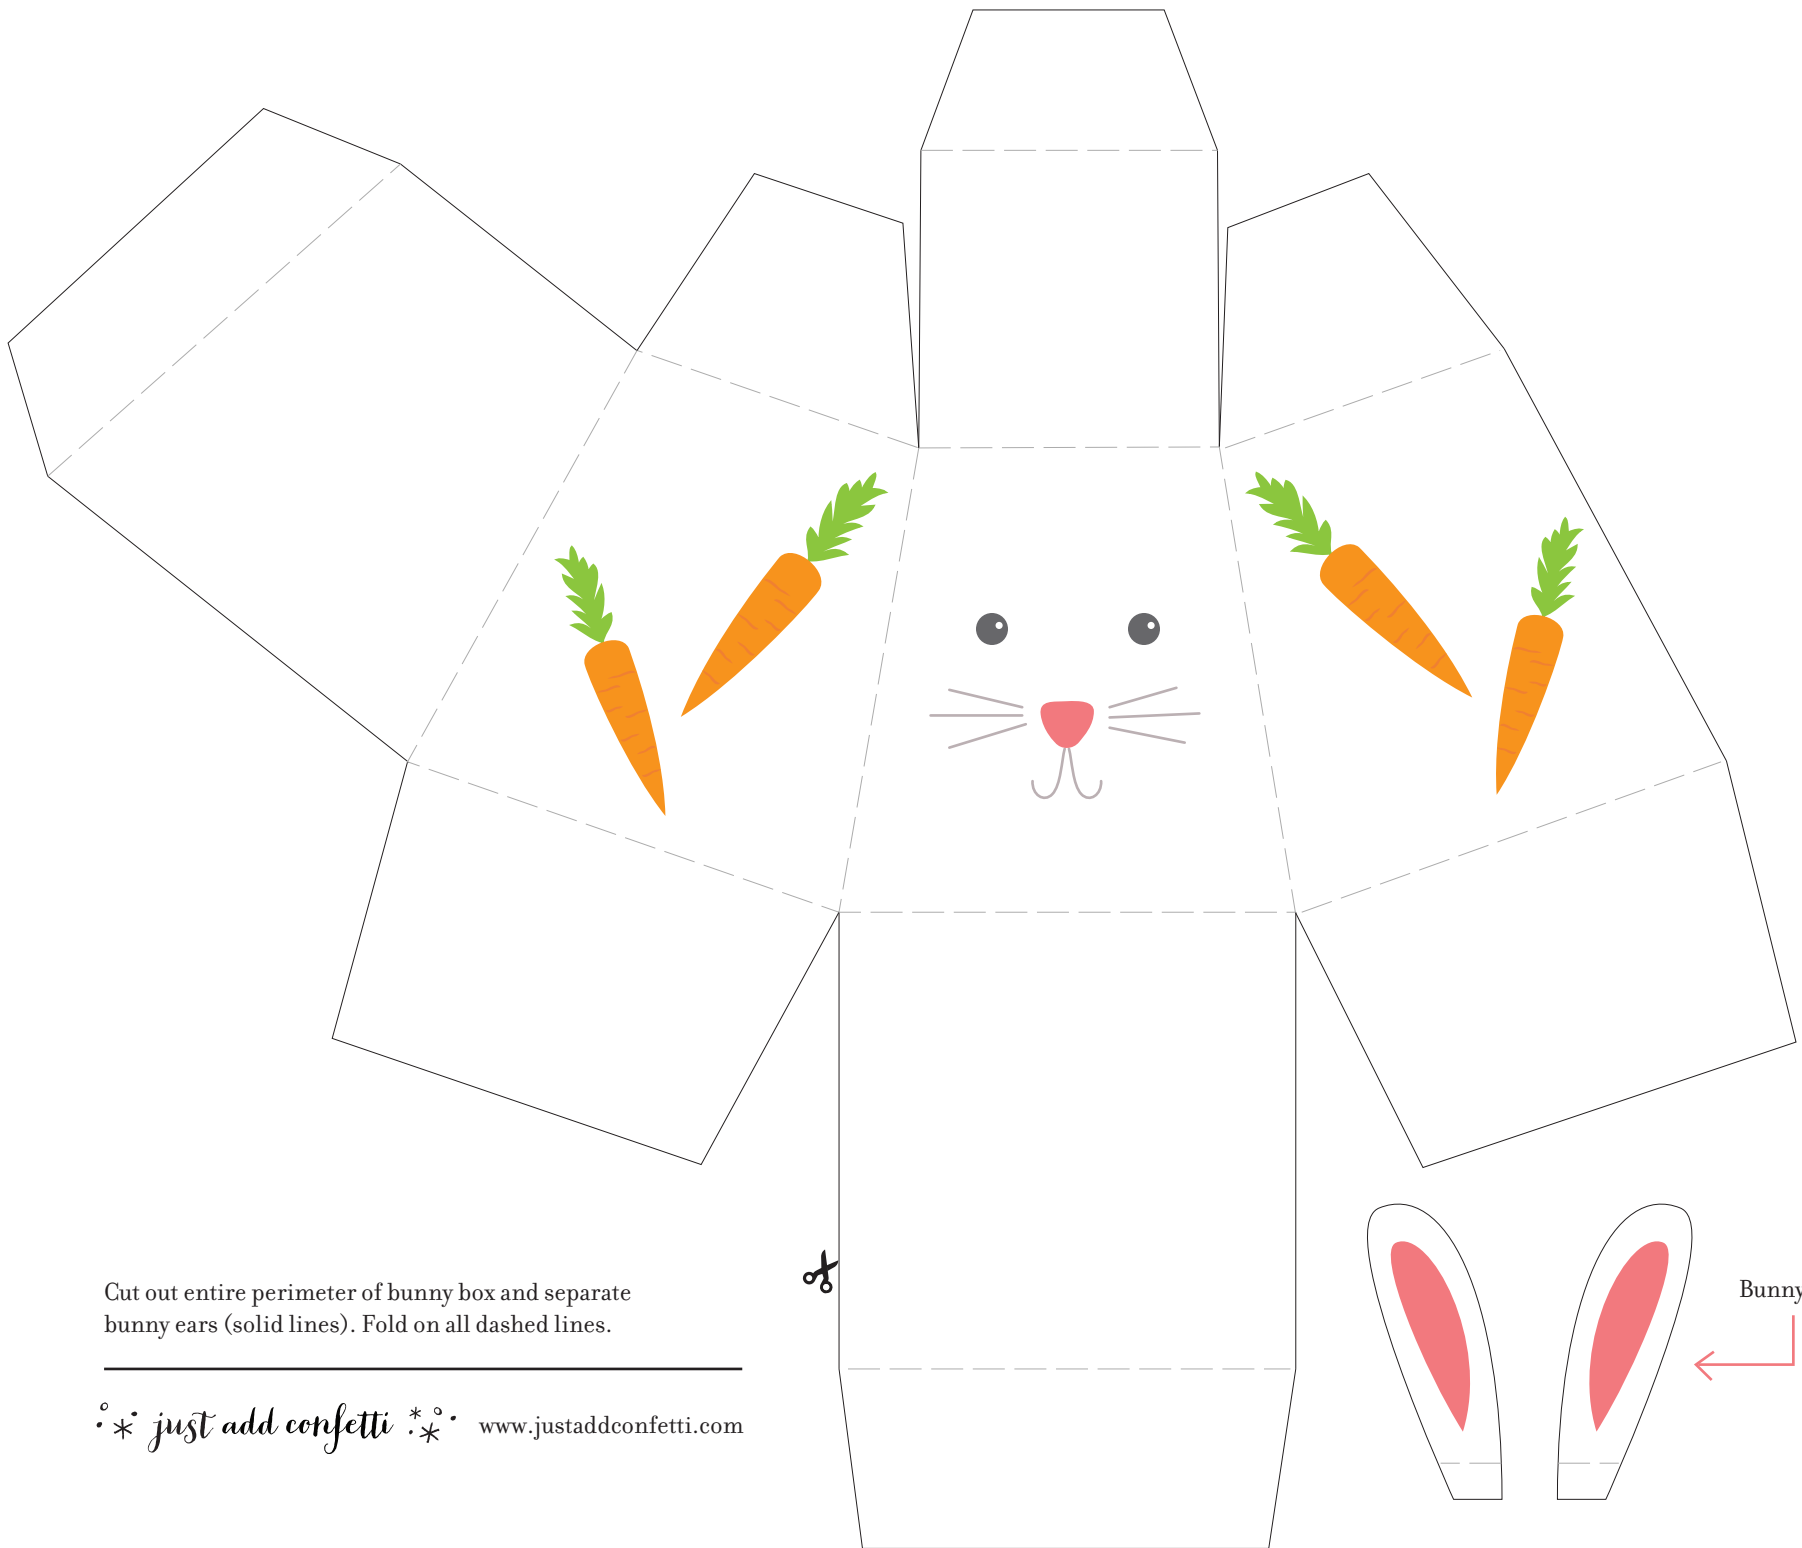 Cut out entire perimeter of bunny box and separate
bunny ears (solid lines). Fold on all dashed lines.
just add confetti www.justaddconfetti.com
Bunny